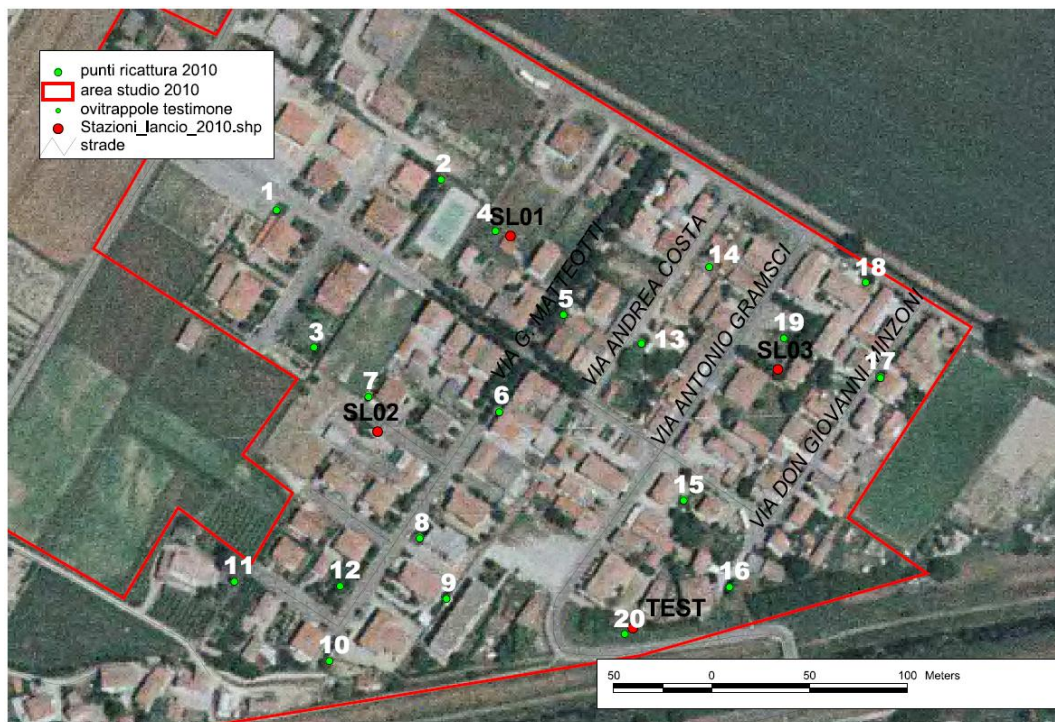 punti ricattura 2010
area studio 2010
ovitrappole testimone
Stazioni_lancio_2010.shp
strade
2
1
4
SL01
VIA G. MATTEOTTI
VIA ANDREA COSTA
14
VIA ANTONIO GRAMSCI
18
5
13
19
3
SL03
VIA DON GIOVANNI MINZONI
17
7
SL02
6
15
8
11
12
9
16
20
TEST
10
50 0 50 100 Meters